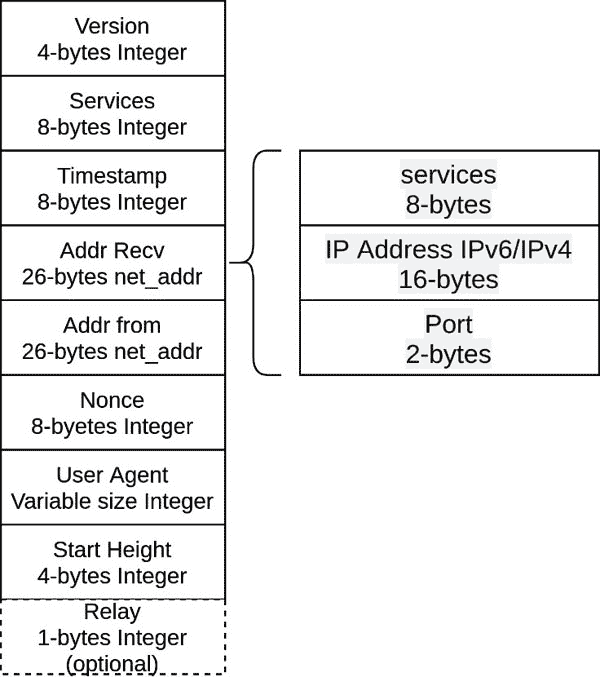 Version
4-bytes Integer
Services
8-bytes Integer
Timestamp
8-bytes Integer
Addr Recv
26-bytes net_addr
Addr from
26-bytes net_addr
Nonce
8-byetes Integer
User Agent
Variable size Integer
Start Height
4-bytes Integer
Relay
1-bytes Integer
(optional)
services
8-bytes
IP Address IPv6/IPv4
16-bytes
Port
2-bytes